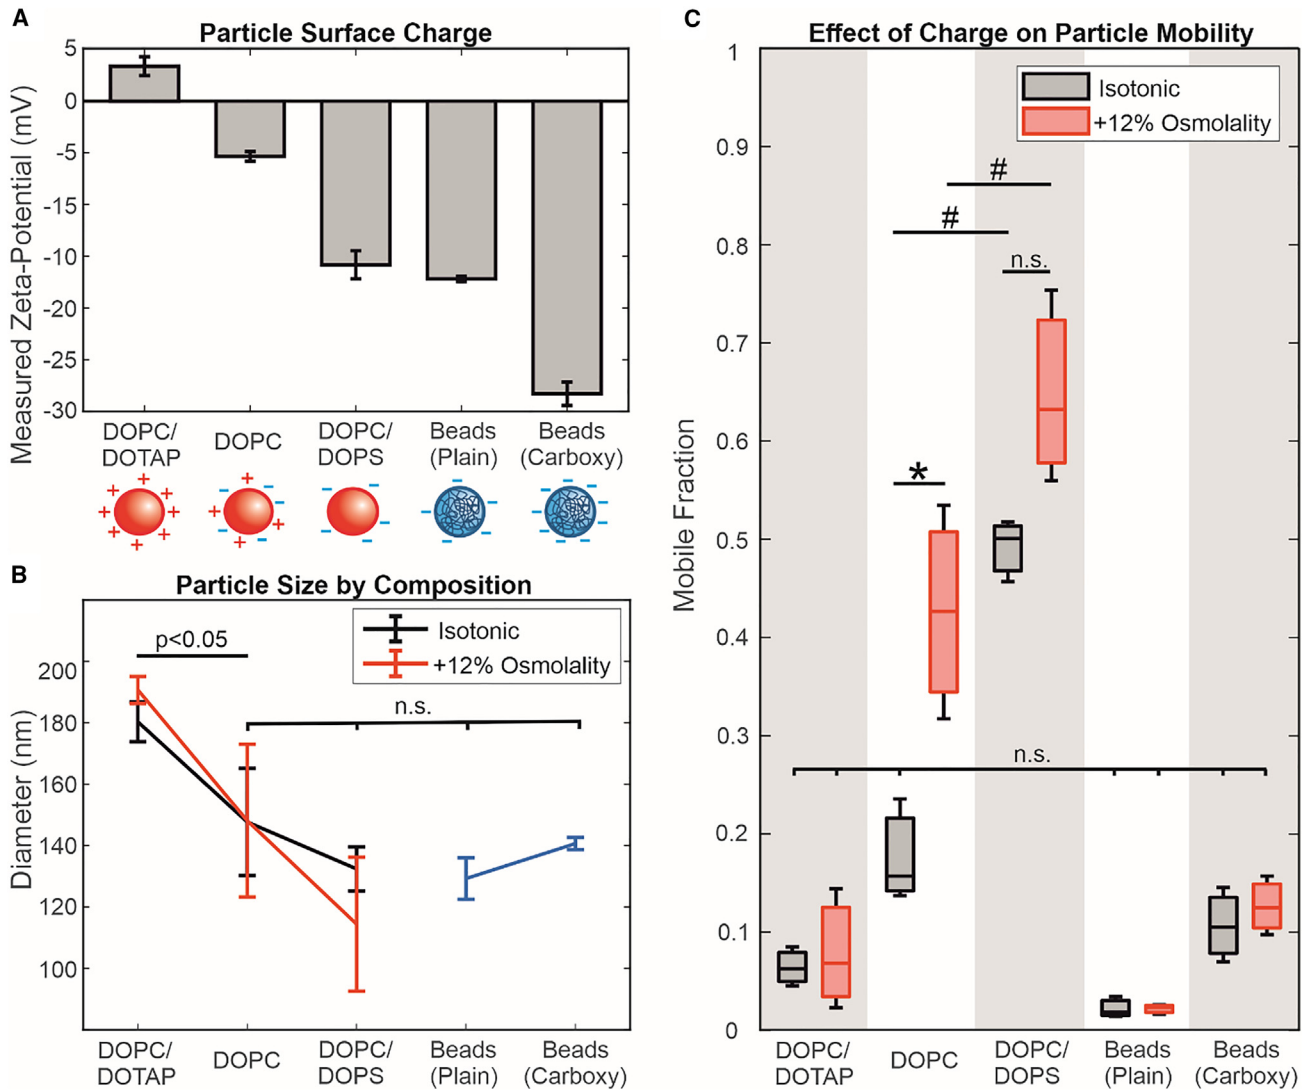 A
Particle Surface Charge
Measured Zeta-Potential (mV)
5
0
-5
-15
-10
-20
-25
-30
DOPC/
DOTAP
DOPC
DOPC/
DOPS
Beads
(Plain)
Beads
(Carboxy)
B
Particle Size by Composition
Isotonic
+12% Osmolality
p<0.05
n.s.
Diameter (nm)
200
180
160
140
120
100
DOPC/
DOTAP
DOPC
DOPC/
DOPS
Beads
(Plain)
Beads
(Carboxy)
C
Effect of Charge on Particle Mobility
Isotonic
+12% Osmolality
Mobile Fraction
1
0.9
0.8
0.7
0.6
0.5
0.4
0.3
0.2
0.1
0
#
#
n.s.
*
n.s.
DOPC/
DOTAP
DOPC
DOPC/
DOPS
Beads
(Plain)
Beads
(Carboxy)